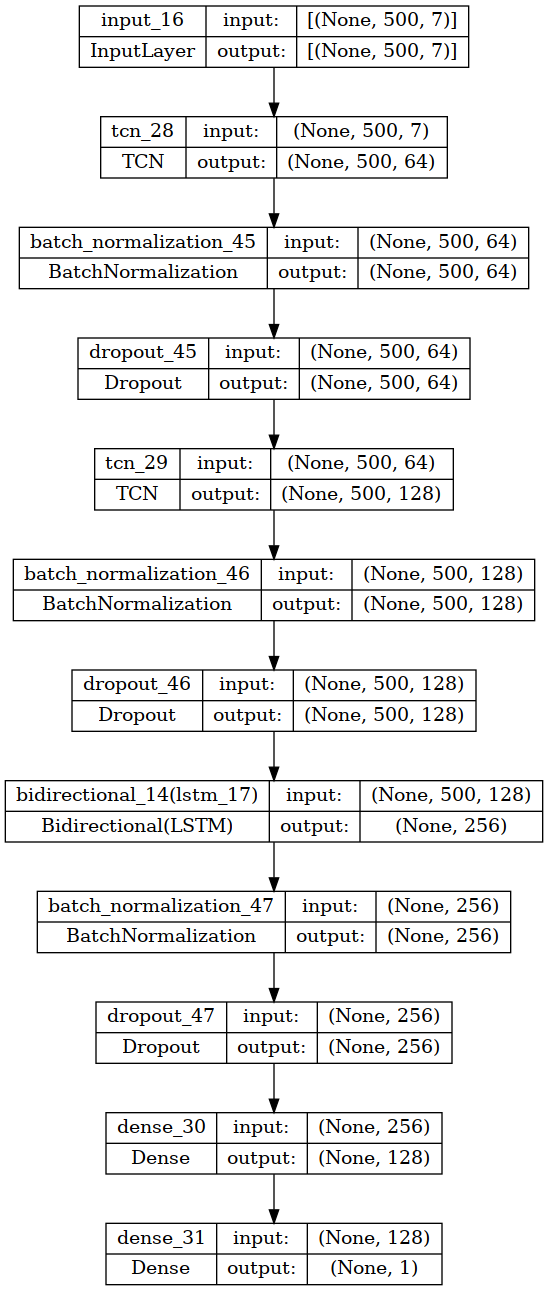 input_16 input: [(None, 500, 7)]
InputLayer output: [(None, 500, 7)]
tcn_28 input: (None, 500, 7)
TCN output: (None, 500, 64)
batch_normalization_45 input: (None, 500, 64)
BatchNormalization output: (None, 500, 64)
dropout_45 input: (None, 500, 64)
Dropout output: (None, 500, 64)
tcn_29 input: (None, 500, 64)
TCN output: (None, 500, 128)
batch_normalization_46 input: (None, 500, 128)
BatchNormalization output: (None, 500, 128)
dropout_46 input: (None, 500, 128)
Dropout output: (None, 500, 128)
bidirectional_14(lstm_17) input: (None, 500, 128)
Bidirectional(LSTM) output: (None, 256)
batch_normalization_47 input: (None, 256)
BatchNormalization output: (None, 256)
dropout_47 input: (None, 256)
Dropout output: (None, 256)
dense_30 input: (None, 256)
Dense output: (None, 128)
dense_31 input: (None, 128)
Dense output: (None, 1)